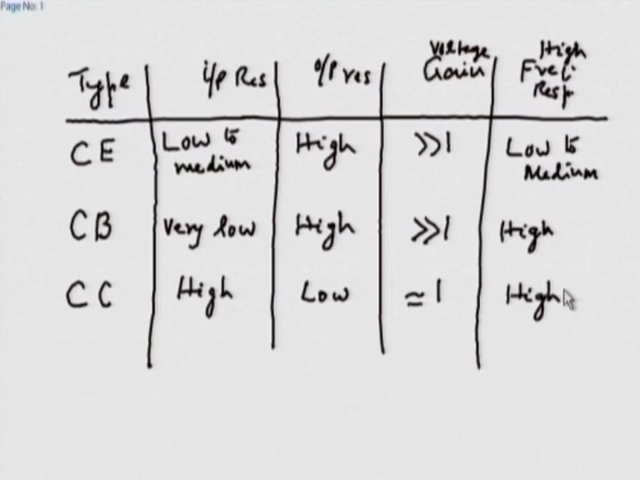 Page No: 1
Type i/p Res o/p res Voltage Gain High Freq Resp
CE Low to medium High >>1 Low to Medium
CB Very low High >>1 High
CC High Low ≃ 1 High